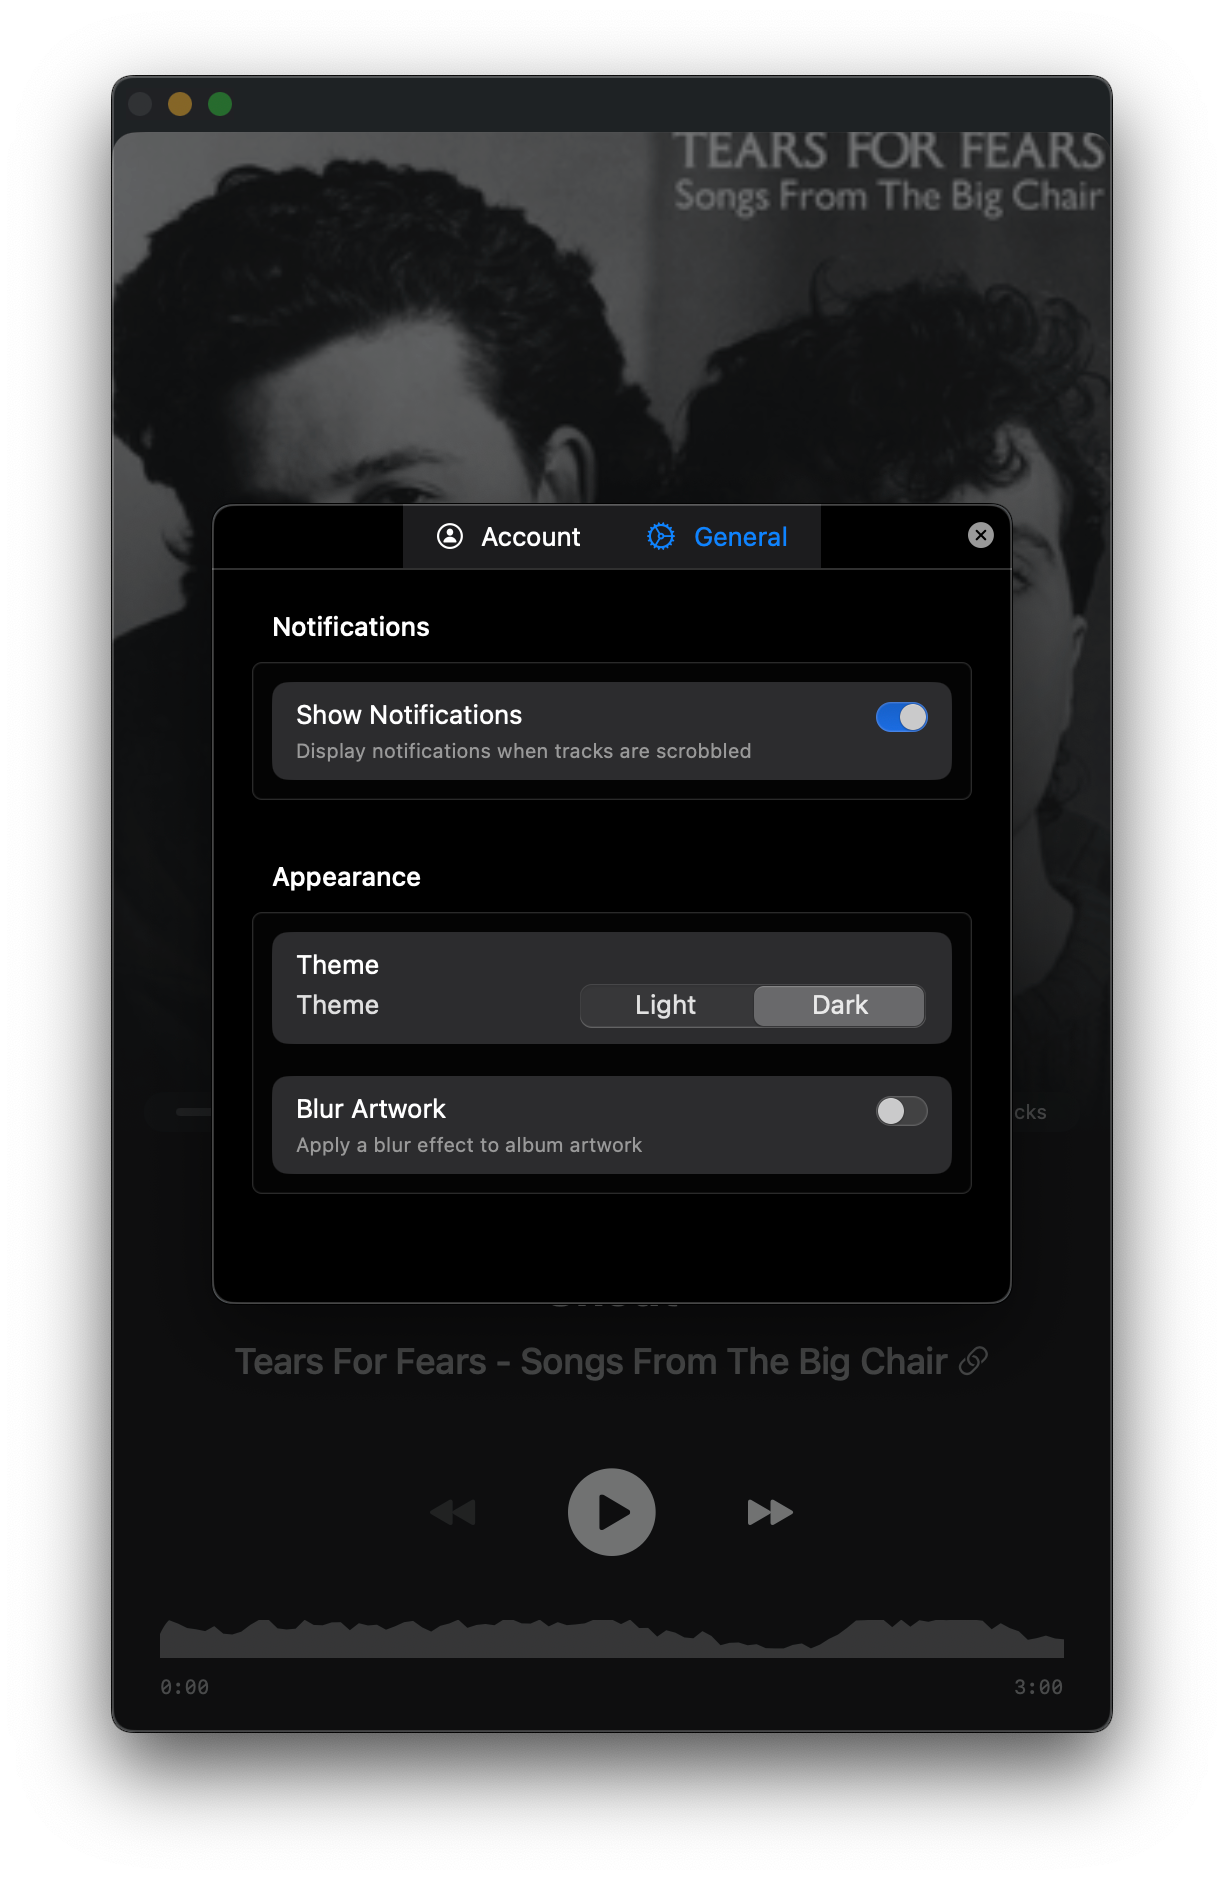 TEARS FOR FEARS
Songs From The Big Chair
Account
General
Notifications
Show Notifications
Display notifications when tracks are scrobbled
Appearance
Theme
Theme
Light
Dark
Blur Artwork
Apply a blur effect to album artwork
cks
Tears For Fears - Songs From The Big Chair
0:00
3:00